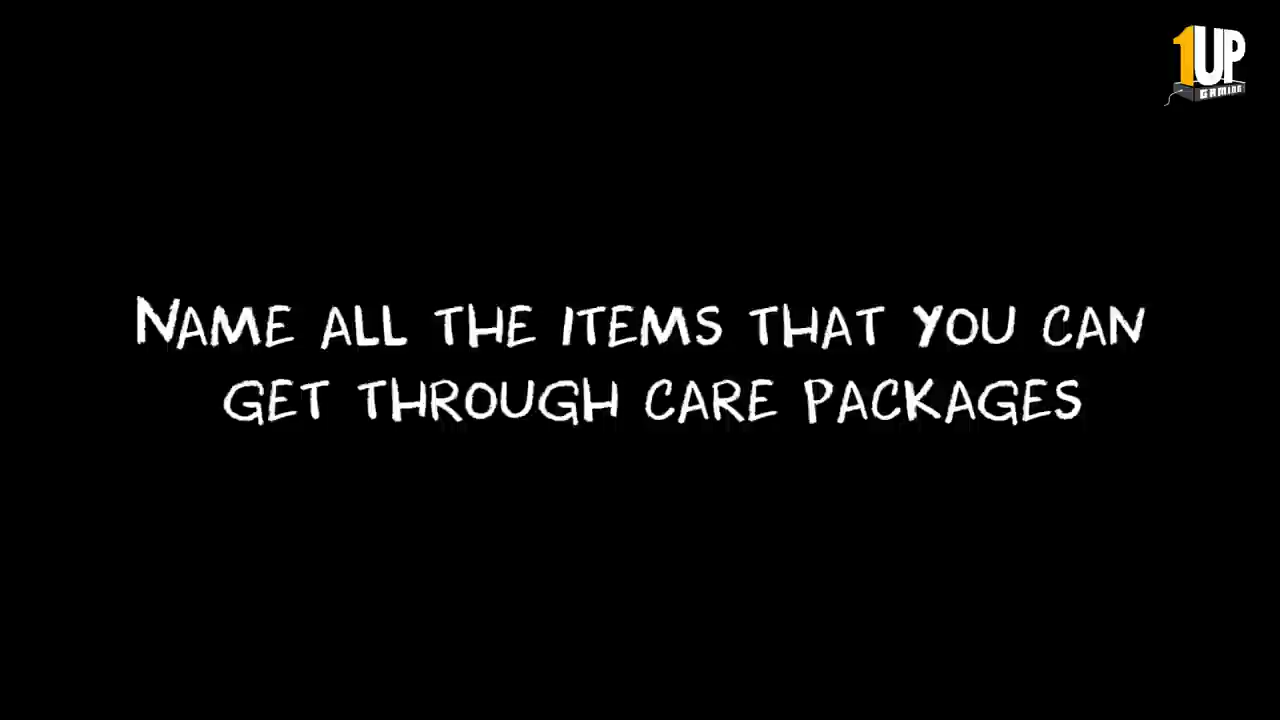 1UP
GAMING
NAME ALL THE ITEMS THAT YOU CAN
GET THROUGH CARE PACKAGES